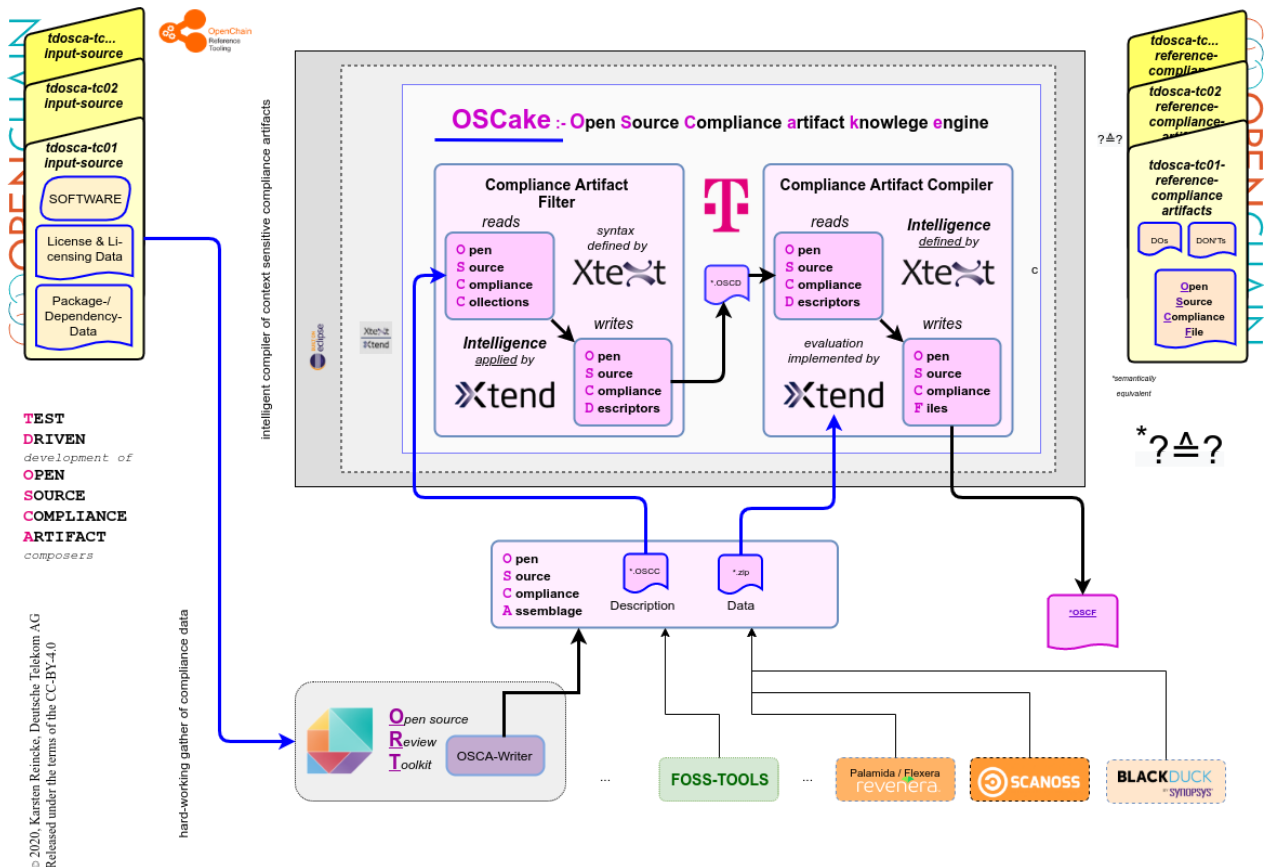 tdosca-tc...
input-source
tdosca-tc02
input-source
tdosca-tc01
input-source
SOFTWARE
License & Li-
censing Data
Package-/
Dependency-
Data
OpenChain
Reference
Tooling
TEST
DRIVEN
development of
OPEN
SOURCE
COMPLIANCE
ARTIFACT
composers
© 2020, Karsten Reincke, Deutsche Telekom AG
Released under the terms of the CC-BY-4.0
intelligent compiler of context sensitive compliance artifacts
hard-working gather of compliance data
eclipse
Xtext
Xtend
OSCake :- Open Source Compliance artifact knowlege engine
Compliance Artifact
Filter
reads
Open
Source
Compliance
Collections
syntax
defined by
Xtext
writes
Intelligence
applied by
Xtend
Open
Source
Compliance
Descriptors
T
*.OSCD
Compliance Artifact Compiler
reads
Open
Source
Compliance
Descriptors
Intelligence
defined by
Xtext
writes
evaluation
implemented by
Xtend
Open
Source
Compliance
Files
C
Open
Source
Compliance
Assemblage
*.OSCC
Description
*.zip
Data
*OSCF
Open source
Review
Toolkit
OSCA-Writer
...
FOSS-TOOLS
...
Palamida / Flexera
revenera.
SCANOSS
BLACKDUCK
BY SYNOPSYS
?≙?
tdosca-tc...
reference-
compliance-
tdosca-tc02
reference-
compliance-
tdosca-tc01-
reference-
compliance
artifacts
DOs
DON'Ts
Open
Source
Compliance
File
*semantically
equivalent
*?≙?
OPENCHAIN
OPENCHAIN